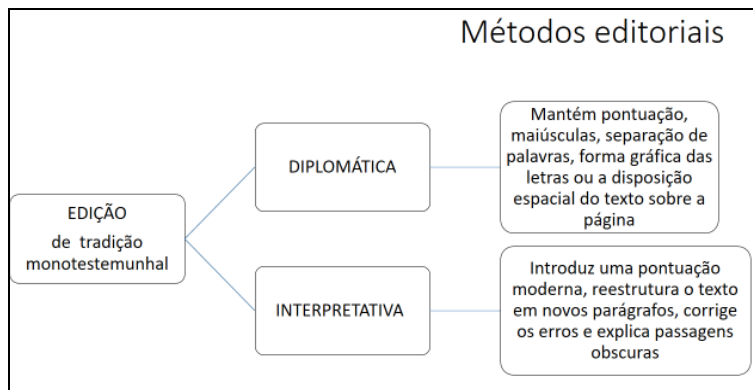 Métodos editoriais
EDIÇÃO
de tradição
monotestemunhal
DIPLOMÁTICA
Mantém pontuação,
maiúsculas, separação de
palavras, forma gráfica das
letras ou a disposição
espacial do texto sobre a
página
INTERPRETATIVA
Introduz uma pontuação
moderna, reestrutura o texto
em novos parágrafos, corrige
os erros e explica passagens
obscuras